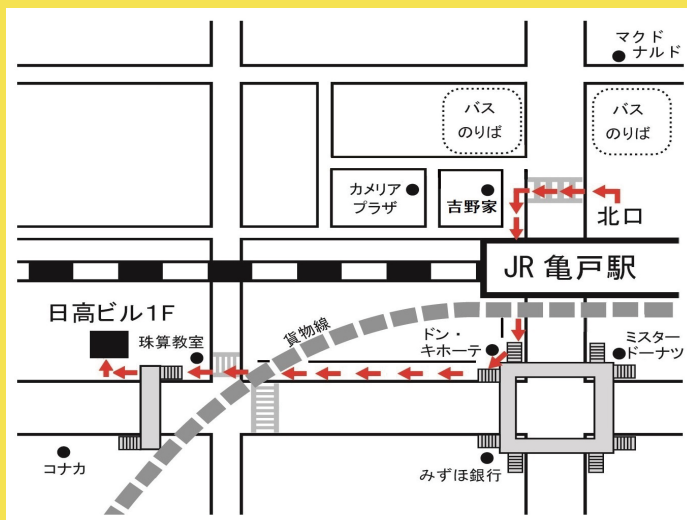 マクド
ナルド
バス
のりば
バス
のりば
カメリア
プラザ
吉野家
北口
JR 亀戸駅
日高ビル1F
貨物線
珠算教室
ドン・
キホーテ
ミスター
ドーナツ
コナカ
みずほ銀行